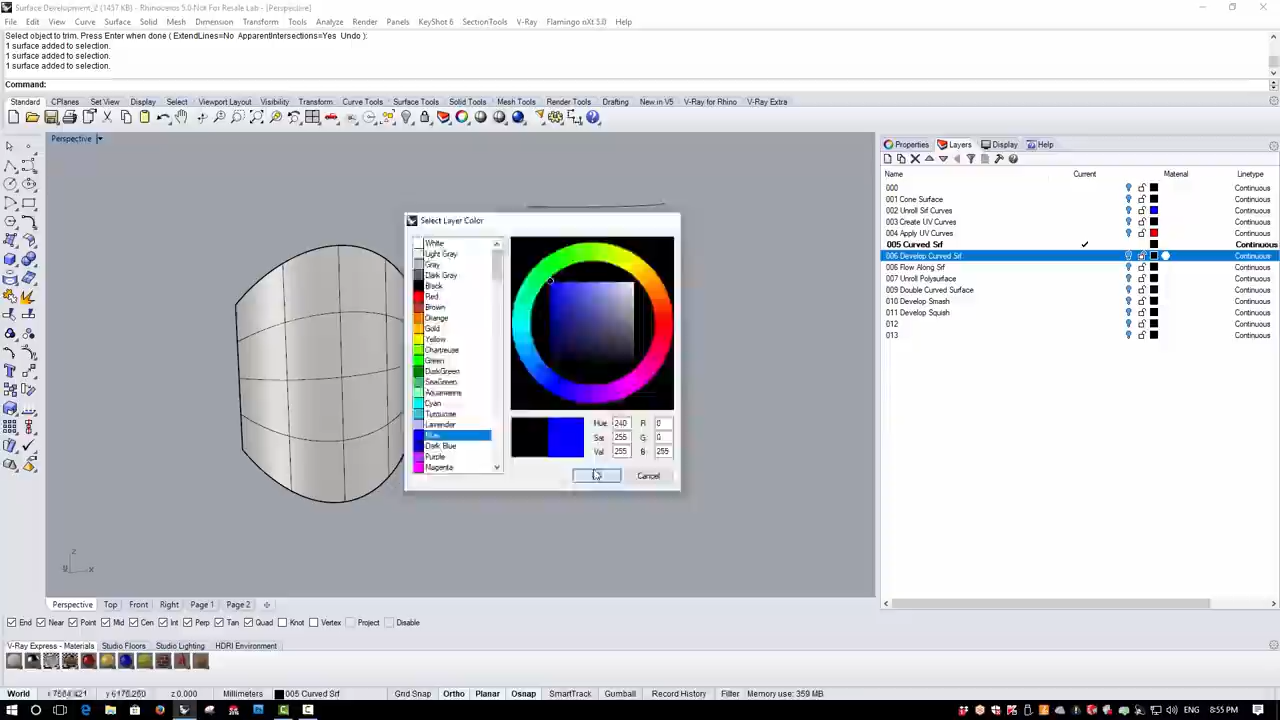 Surface Development_2 (1437 KB) - Rhinoceros 5.0-Not For Resale Lab - [Perspective]
File Edit View Curve Surface Solid Mesh Dimension Transform Tools Analyze Render Panels KeyShot 6 SectionTools V-Ray Flamingo nXt 5.0 Help
Select object to trim. Press Enter when done ( ExtendLines=No ApparentIntersections=Yes Undo ):
1 surface added to selection.
1 surface added to selection.
1 surface added to selection.
Command:
Standard CPlanes Set View Display Select Viewport Layout Visibility Transform Curve Tools Surface Tools Solid Tools Mesh Tools Render Tools Drafting New in V5 V-Ray for Rhino V-Ray Extra
Perspective
Properties Layers Display Help
Name Current Material Linetype
000 Continuous
001 Cone Surface Continuous
002 Unroll Srf Curves Continuous
003 Create UV Curves Continuous
004 Apply UV Curves Continuous
005 Curved Srf Continuous
006 Develop Curved Srf Continuous
006 Flow Along Srf Continuous
008 Unroll Polysurface Continuous
009 Double Curved Surface Continuous
010 Develop Smash Continuous
011 Develop Squish Continuous
012 Continuous
013 Continuous
Select Layer Color
White
Light Gray
Gray
Dark Gray
Black
Red
Brown
Orange
Gold
Yellow
Chartreuse
Green
DarkGreen
SeaGreen
Aquamarine
Cyan
Turquoise
Lavender
Blue
Dark Blue
Purple
Magenta
Hue: 240 R: 0
Sat: 255 G: 0
Val: 255 B: 255
Cancel
z
x
Perspective Top Front Right Page 1 Page 2
End Near Point Mid Cen Int Perp Tan Quad Knot Vertex Project Disable
V-Ray Express - Materials Studio Floors Studio Lighting HDRI Environment
World x 7564.421 y 6176.260 z 0.000 Millimeters 005 Curved Srf Grid Snap Ortho Planar Osnap SmartTrack Gumball Record History Filter Memory use: 359 MB
8:55 PM